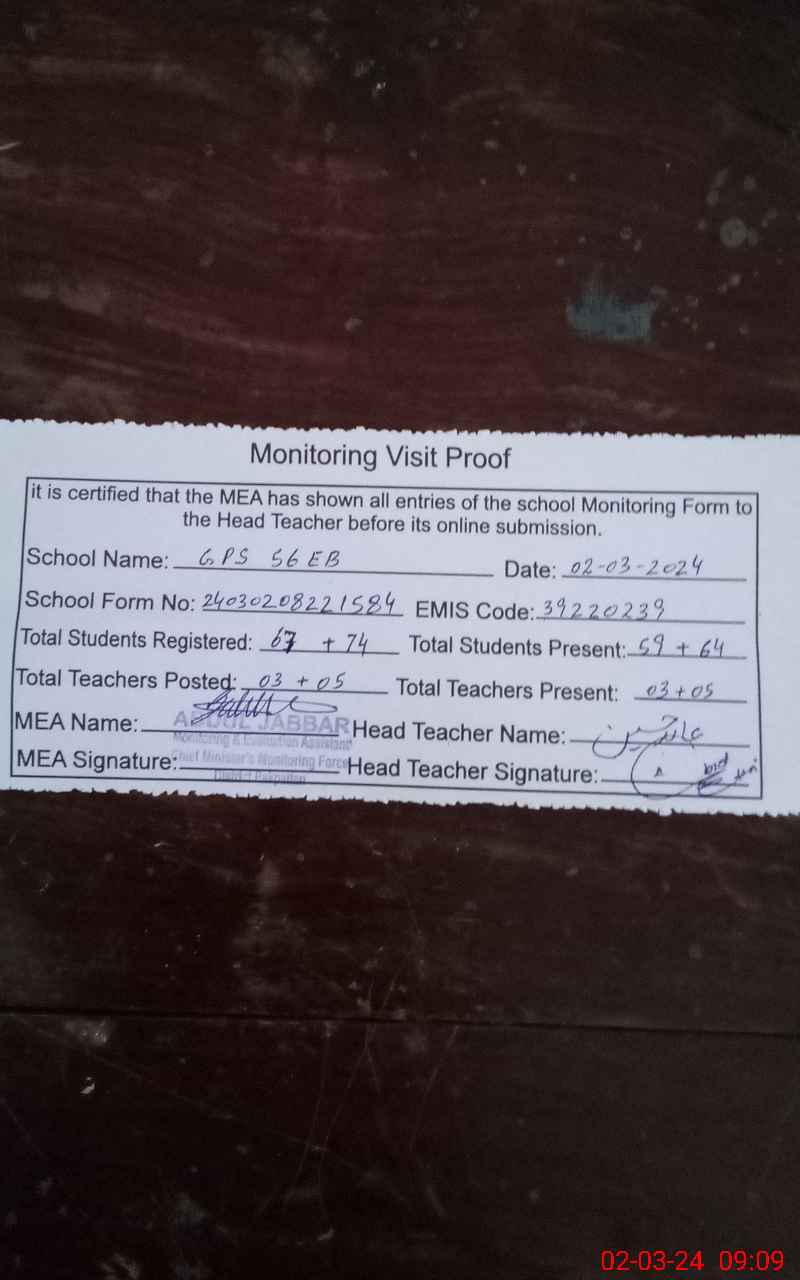 Monitoring Visit Proof
it is certified that the MEA has shown all entries of the school Monitoring Form to
the Head Teacher before its online submission.
School Name: GPS 56 EB Date: 02-03-2024
School Form No: 24030208221584 EMIS Code: 39220239
Total Students Registered: 67 + 74 Total Students Present: 59 + 64
Total Teachers Posted: 03 + 05 Total Teachers Present: 03 + 05
MEA Name: ABDUL JABBAR Head Teacher Name:
Monitoring & Evaluation Assistant
MEA Signature: Chief Minister's Monitoring Force Head Teacher Signature:
District Pakpattan
02-03-24 09:09